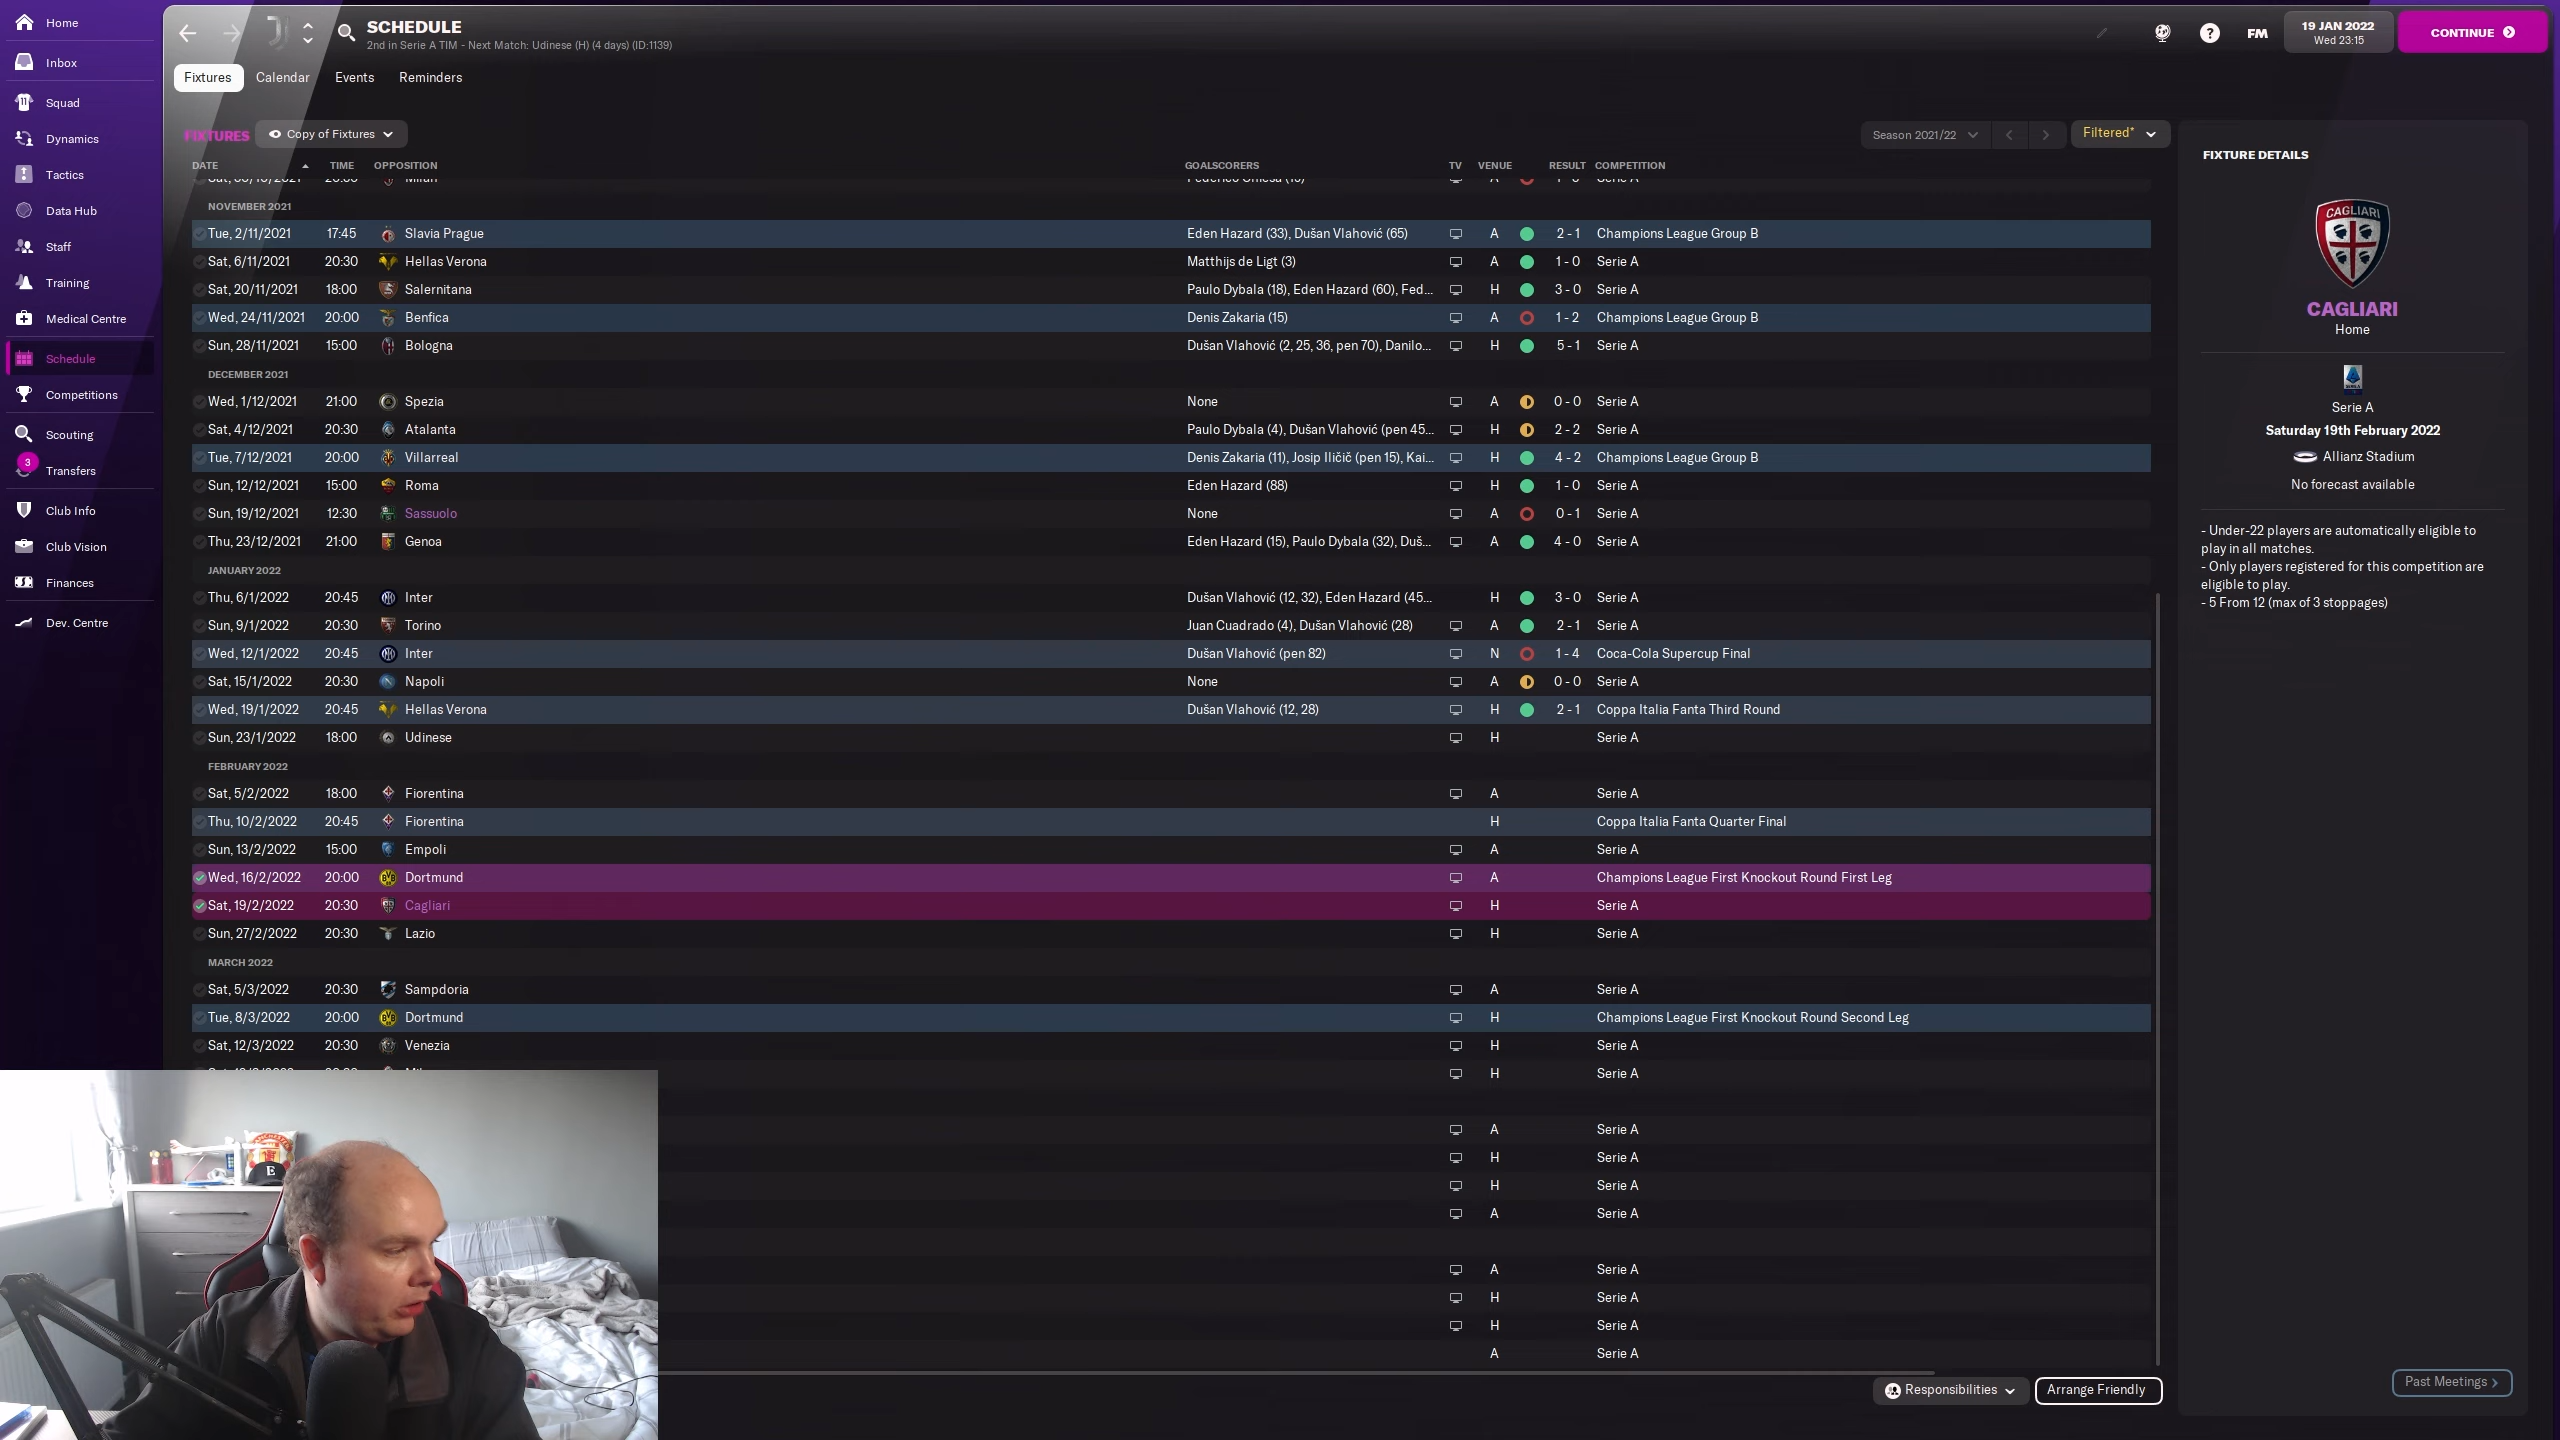 Home
Inbox
Squad
Dynamics
Tactics
Data Hub
Staff
Training
Medical Centre
Schedule
Competitions
Scouting
3
Transfers
Club Info
Club Vision
Finances
Dev. Centre
SCHEDULE
2nd in Serie A TIM - Next Match: Udinese (H) (4 days) (ID:1139)
FM
19 JAN 2022
Wed 23:15
CONTINUE
Fixtures Calendar Events Reminders
FIXTURES Copy of Fixtures
Season 2021/22 Filtered*
DATE TIME OPPOSITION GOALSCORERS TV VENUE RESULT COMPETITION
NOVEMBER 2021
Tue, 2/11/2021 17:45 Slavia Prague Eden Hazard (33), Dušan Vlahović (65) A 2 - 1 Champions League Group B
Sat, 6/11/2021 20:30 Hellas Verona Matthijs de Ligt (3) A 1 - 0 Serie A
Sat, 20/11/2021 18:00 Salernitana Paulo Dybala (18), Eden Hazard (60), Fed... H 3 - 0 Serie A
Wed, 24/11/2021 20:00 Benfica Denis Zakaria (15) A 1 - 2 Champions League Group B
Sun, 28/11/2021 15:00 Bologna Dušan Vlahović (2, 25, 36, pen 70), Danilo... H 5 - 1 Serie A
DECEMBER 2021
Wed, 1/12/2021 21:00 Spezia None A 0 - 0 Serie A
Sat, 4/12/2021 20:30 Atalanta Paulo Dybala (4), Dušan Vlahović (pen 45... H 2 - 2 Serie A
Tue, 7/12/2021 20:00 Villarreal Denis Zakaria (11), Josip Iličič (pen 15), Kai... H 4 - 2 Champions League Group B
Sun, 12/12/2021 15:00 Roma Eden Hazard (88) H 1 - 0 Serie A
Sun, 19/12/2021 12:30 Sassuolo None A 0 - 1 Serie A
Thu, 23/12/2021 21:00 Genoa Eden Hazard (15), Paulo Dybala (32), Duš... A 4 - 0 Serie A
JANUARY 2022
Thu, 6/1/2022 20:45 Inter Dušan Vlahović (12, 32), Eden Hazard (45... H 3 - 0 Serie A
Sun, 9/1/2022 20:30 Torino Juan Cuadrado (4), Dušan Vlahović (28) A 2 - 1 Serie A
Wed, 12/1/2022 20:45 Inter Dušan Vlahović (pen 82) N 1 - 4 Coca-Cola Supercup Final
Sat, 15/1/2022 20:30 Napoli None A 0 - 0 Serie A
Wed, 19/1/2022 20:45 Hellas Verona Dušan Vlahović (12, 28) H 2 - 1 Coppa Italia Fanta Third Round
Sun, 23/1/2022 18:00 Udinese H Serie A
FEBRUARY 2022
Sat, 5/2/2022 18:00 Fiorentina A Serie A
Thu, 10/2/2022 20:45 Fiorentina H Coppa Italia Fanta Quarter Final
Sun, 13/2/2022 15:00 Empoli A Serie A
Wed, 16/2/2022 20:00 Dortmund A Champions League First Knockout Round First Leg
Sat, 19/2/2022 20:30 Cagliari H Serie A
Sun, 27/2/2022 20:30 Lazio H Serie A
MARCH 2022
Sat, 5/3/2022 20:30 Sampdoria A Serie A
Tue, 8/3/2022 20:00 Dortmund H Champions League First Knockout Round Second Leg
Sat, 12/3/2022 20:30 Venezia H Serie A
H Serie A
A Serie A
H Serie A
H Serie A
A Serie A
A Serie A
H Serie A
H Serie A
A Serie A
Responsibilities Arrange Friendly
FIXTURE DETAILS
CAGLIARI
CAGLIARI
Home
Serie A
Saturday 19th February 2022
Allianz Stadium
No forecast available
- Under-22 players are automatically eligible to
play in all matches.
- Only players registered for this competition are
eligible to play.
- 5 From 12 (max of 3 stoppages)
Past Meetings